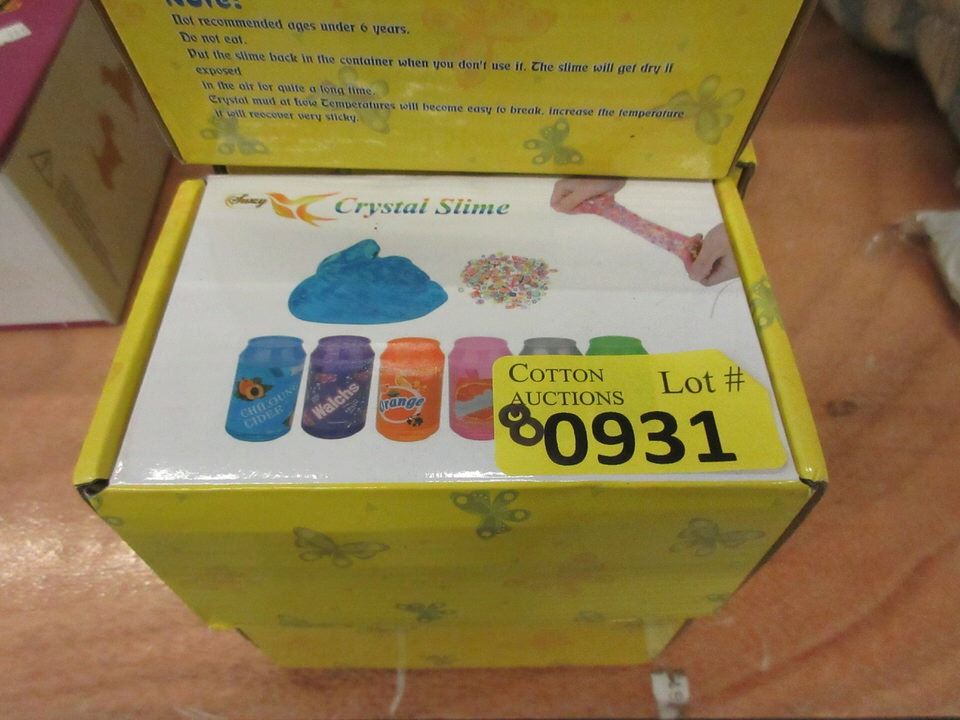 Note:
Not recommended ages under 6 years.
Do not eat.
Put the slime back in the container when you don't use it. The slime will get dry if
exposed
in the air for quite a long time.
Crystal mud at low Temperatures will become easy to break, increase the temperature
it will recover very sticky.
Suzy
Crystal Slime
CIDER
Walchs
Orange
COTTON
AUCTIONS
Lot #
80931